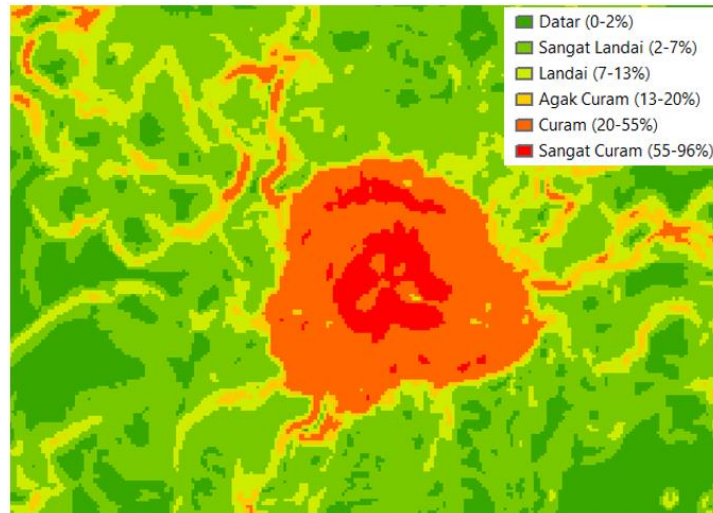 Datar (0-2%)
Sangat Landai (2-7%)
Landai (7-13%)
Agak Curam (13-20%)
Curam (20-55%)
Sangat Curam (55-96%)